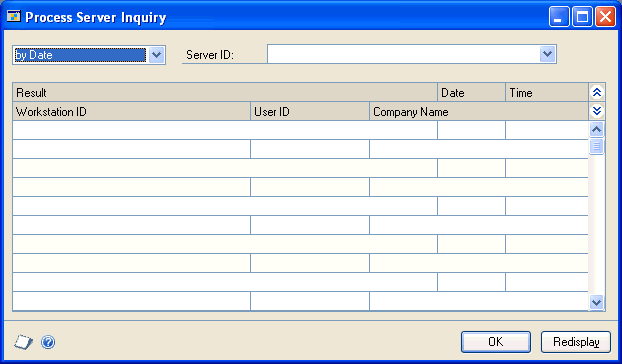 Process Server Inquiry
by Date Server ID:
Result Date Time
Workstation ID User ID Company Name
OK Redisplay